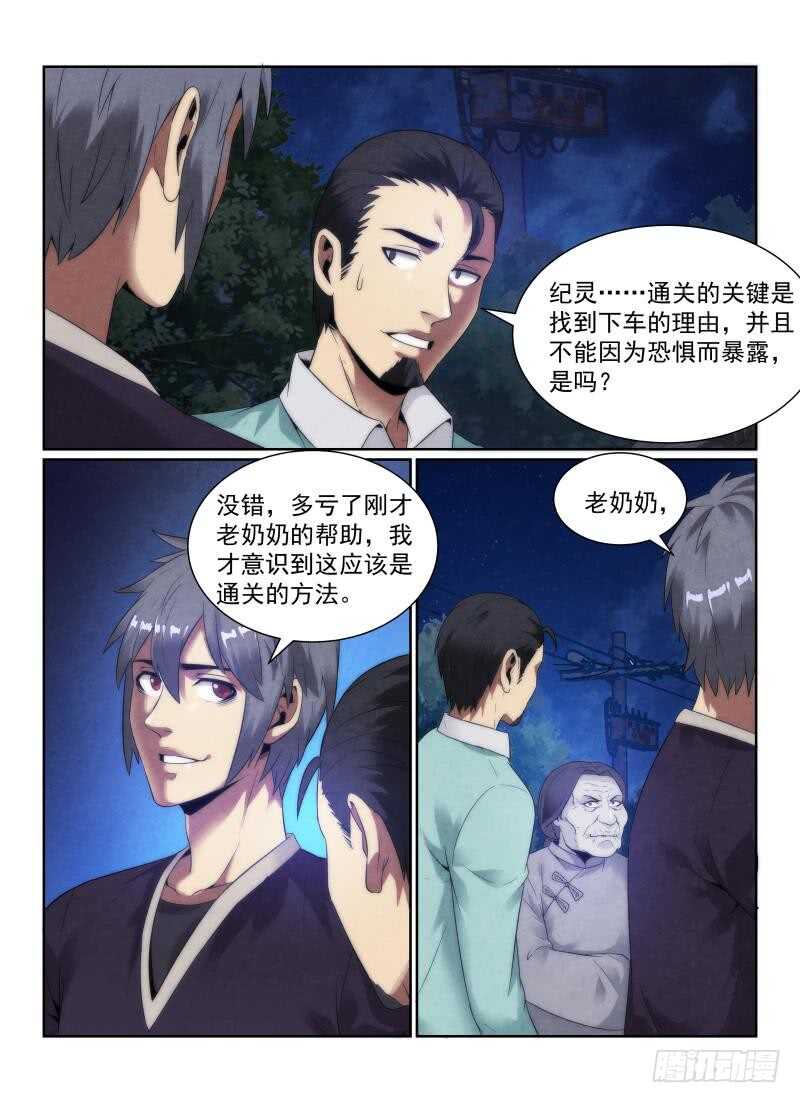 纪灵……通关的关键是
找到下车的理由，并且
不能因为恐惧而暴露，
是吗？
没错，多亏了刚才
老奶奶的帮助，我
才意识到这应该是
通关的方法。
老奶奶，
腾讯动漫